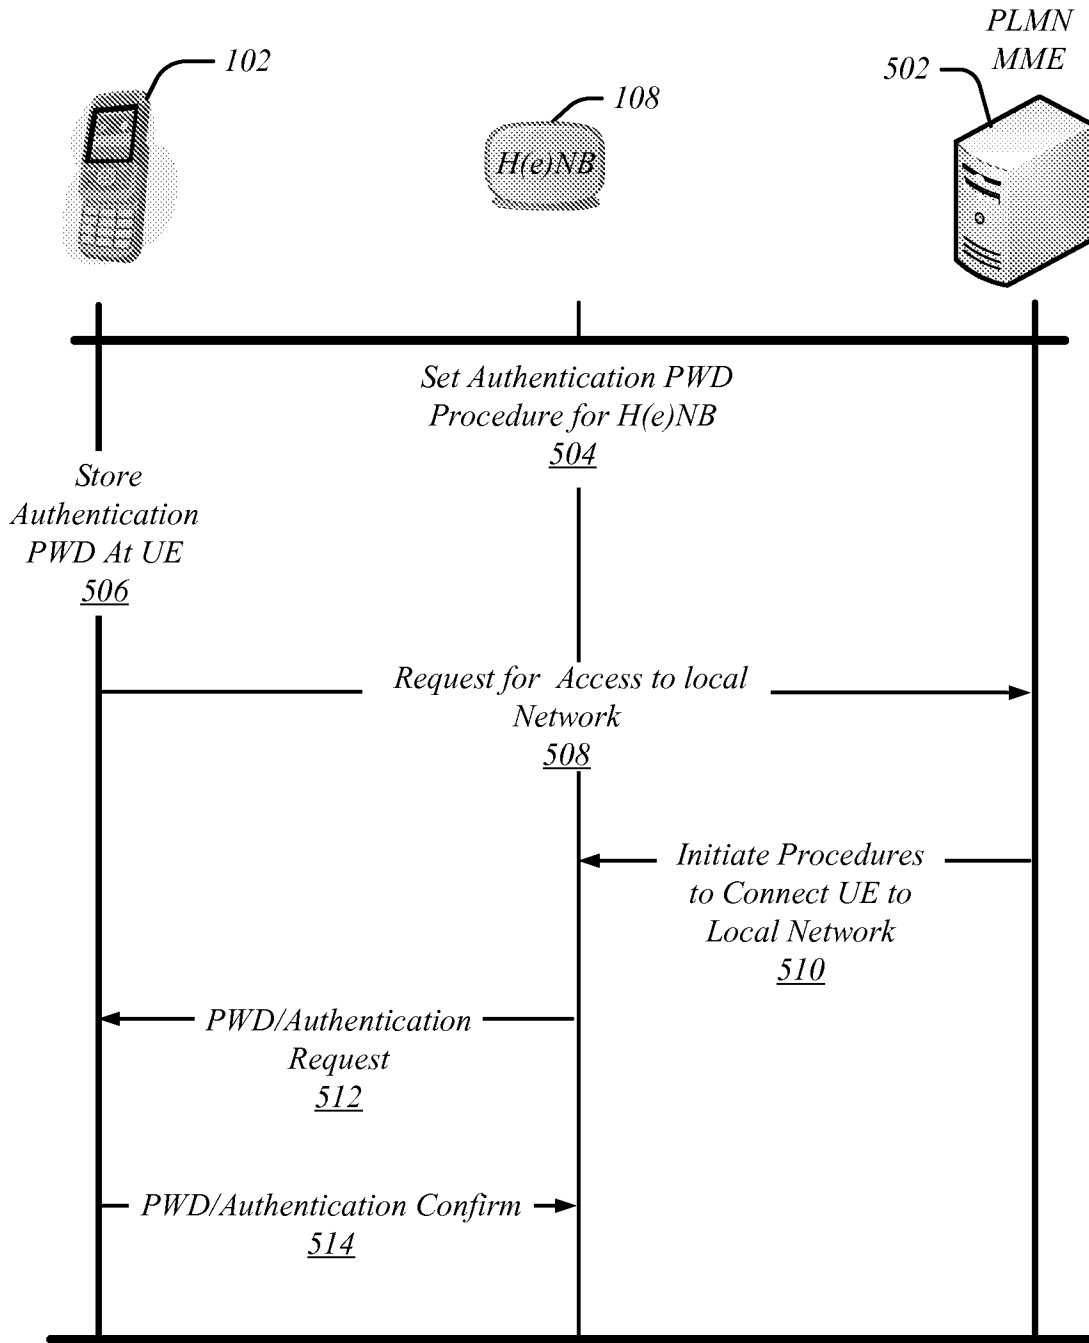 PLMN
MME
102
502
108
H(e)NB
Set Authentication PWD
Procedure for H(e)NB
504
Store
Authentication
PWD At UE
506
Request for Access to local
Network
508
Initiate Procedures
to Connect UE to
Local Network
510
PWD/Authentication
Request
512
PWD/Authentication Confirm
514